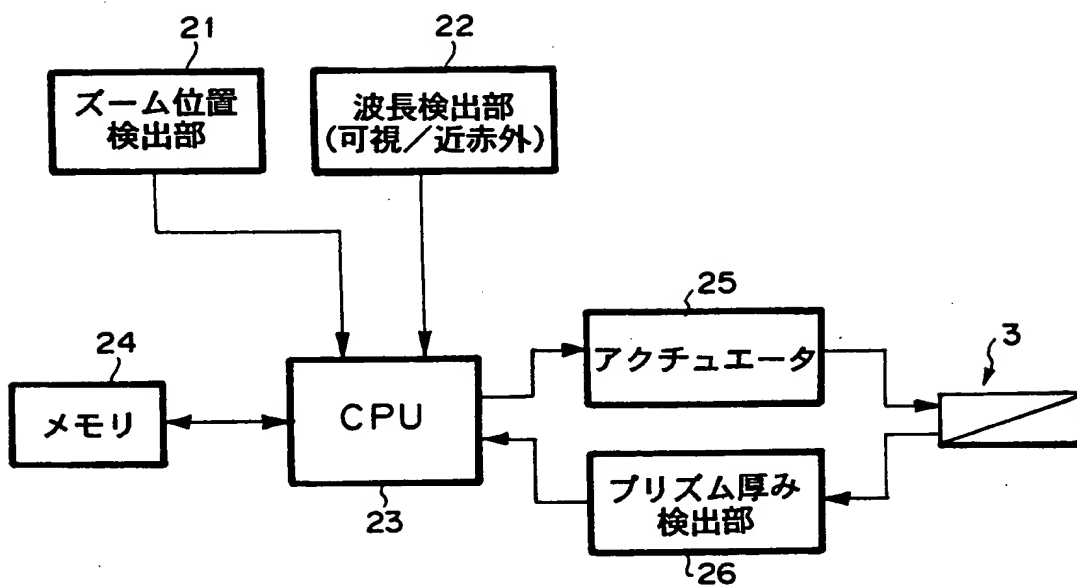 21
ズーム位置
検出部
22
波長検出部
(可視／近赤外)
25
アクチュエータ
3
24
メモリ
CPU
23
プリズム厚み
検出部
26